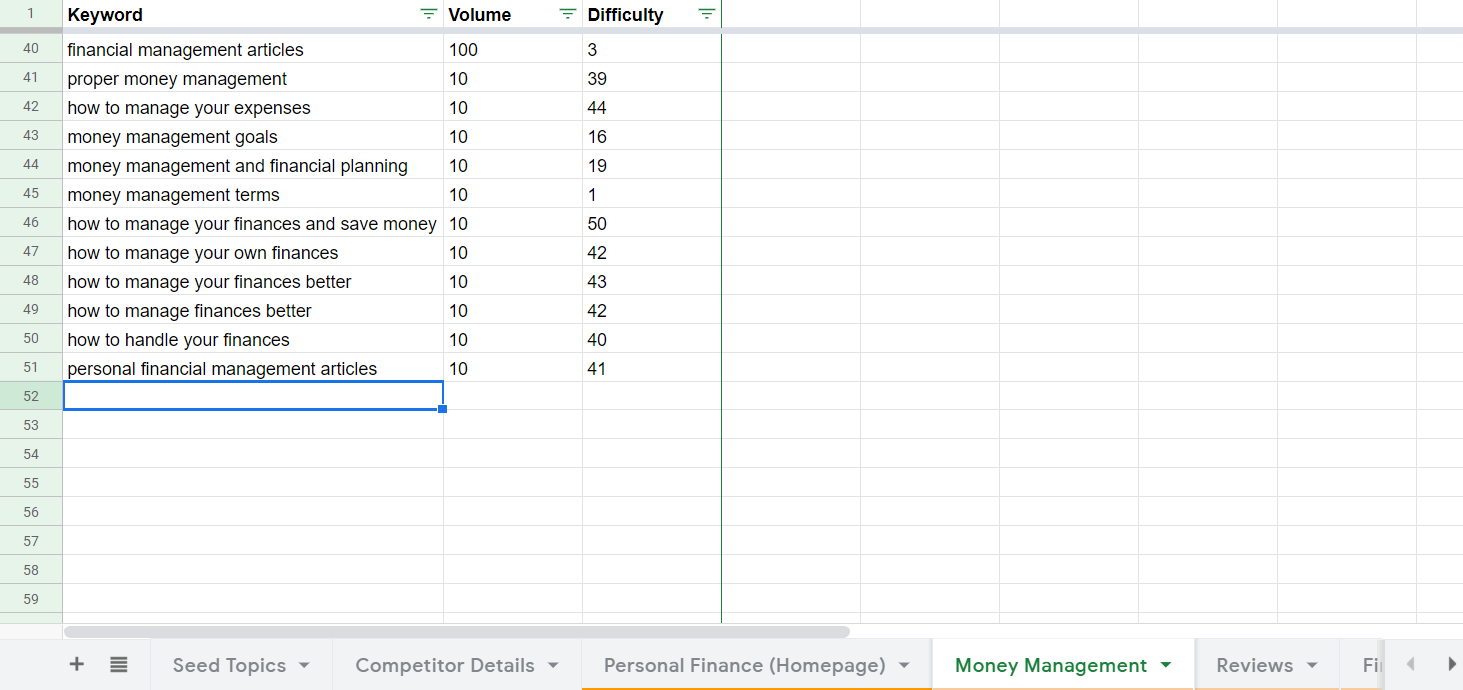 1 Keyword Volume Difficulty
40 financial management articles 100 3
41 proper money management 10 39
42 how to manage your expenses 10 44
43 money management goals 10 16
44 money management and financial planning 10 19
45 money management terms 10 1
46 how to manage your finances and save money 10 50
47 how to manage your own finances 10 42
48 how to manage your finances better 10 43
49 how to manage finances better 10 42
50 how to handle your finances 10 40
51 personal financial management articles 10 41
52
53
54
55
56
57
58
59
+ Seed Topics Competitor Details Personal Finance (Homepage) Money Management Reviews